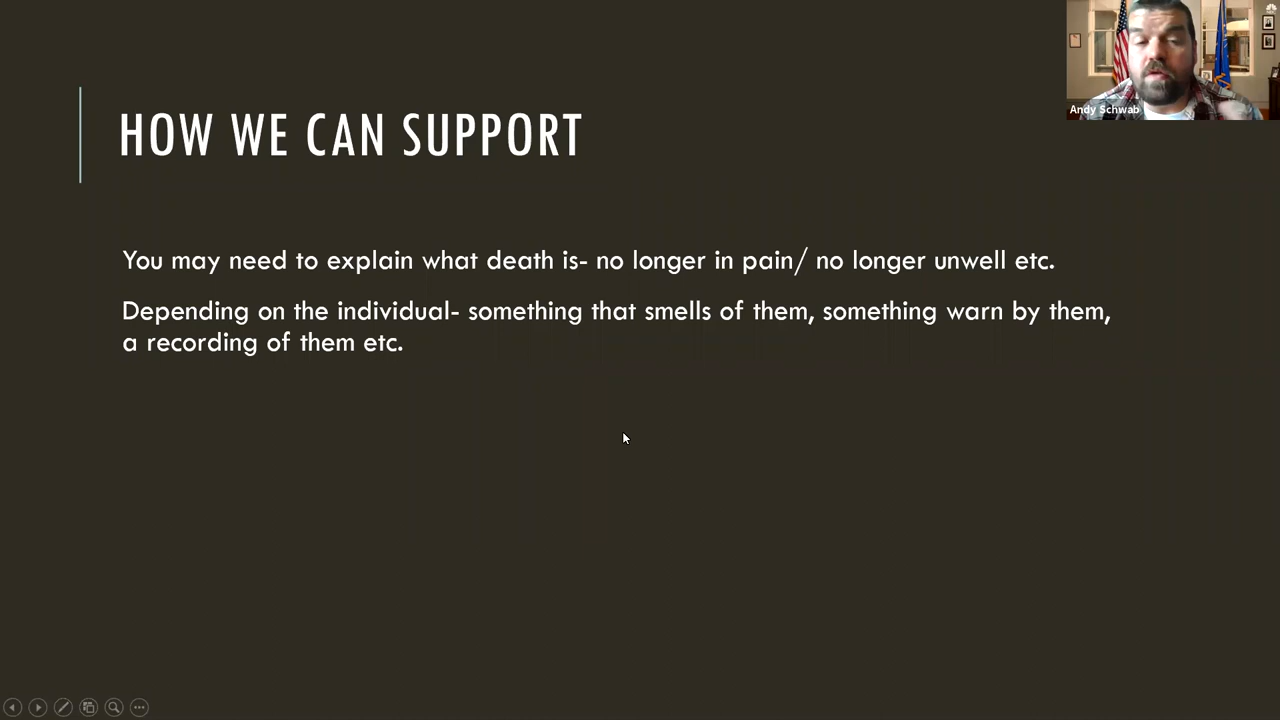 Andy Schwab
HOW WE CAN SUPPORT
You may need to explain what death is- no longer in pain/ no longer unwell etc.
Depending on the individual- something that smells of them, something warn by them,
a recording of them etc.